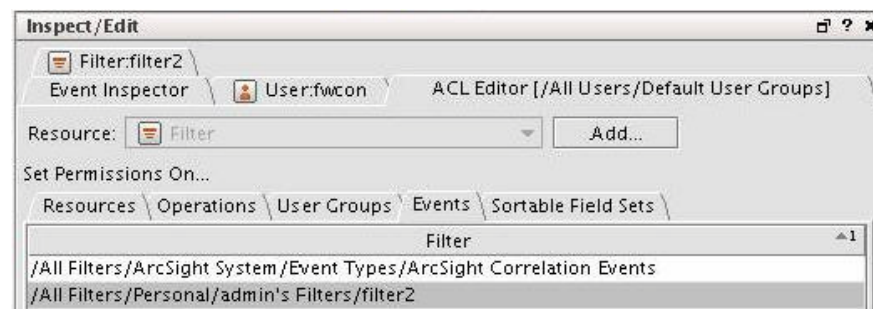 Inspect/Edit ?
Filter:filter2
Event Inspector User:fwcon ACL Editor [/All Users/Default User Groups]
Resource: Filter Add...
Set Permissions On...
Resources Operations User Groups Events Sortable Field Sets
Filter 1
/All Filters/ArcSight System/Event Types/ArcSight Correlation Events
/All Filters/Personal/admin's Filters/filter2